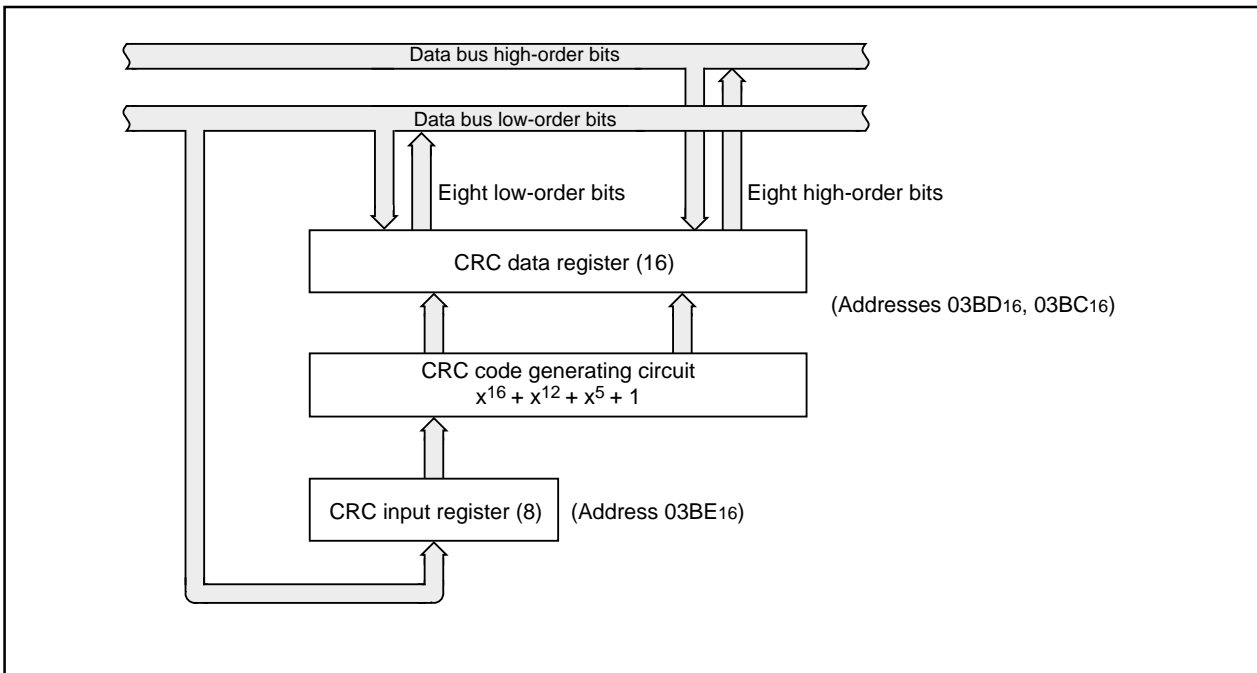 Data bus high-order bits
Data bus low-order bits
Eight low-order bits
Eight high-order bits
CRC data register (16)
(Addresses 03BD16, 03BC16)
CRC code generating circuit
x16 + x12 + x5 + 1
CRC input register (8)
(Address 03BE16)